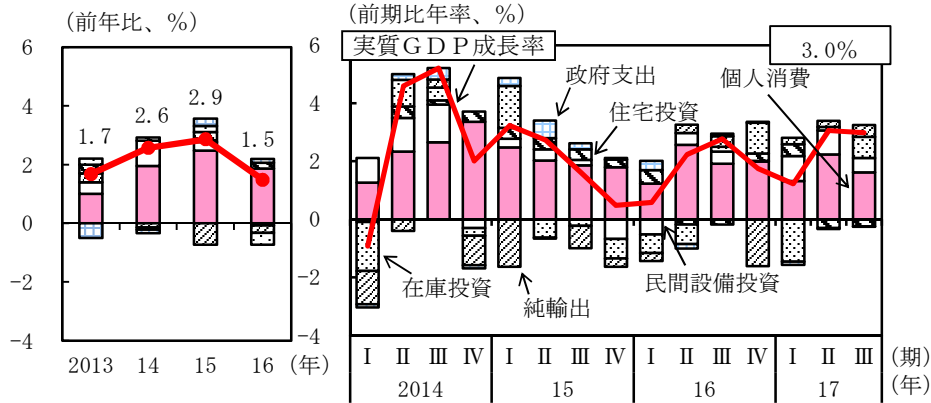 (前年比、%)
6
4
2
0
-2
-4
1.7
2.6
2.9
1.5
2013 14 15 16 (年)
(前期比年率、%)
6
4
2
0
-2
-4
実質GDP成長率
3.0%
政府支出
個人消費
住宅投資
在庫投資
純輸出
民間設備投資
Ⅰ Ⅱ Ⅲ Ⅳ Ⅰ Ⅱ Ⅲ Ⅳ Ⅰ Ⅱ Ⅲ Ⅳ Ⅰ Ⅱ Ⅲ (期)
2014 15 16 17 (年)